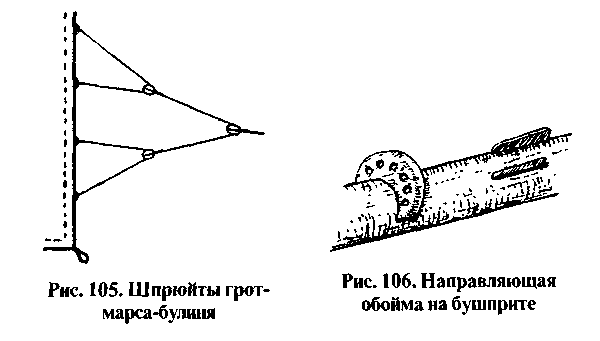 Рис. 105. Шпрюйты грот-
марса-булиня
Рис. 106. Направляющая
обойма на бушприте